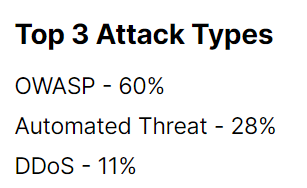 Top 3 Attack Types
OWASP - 60%
Automated Threat - 28%
DDoS - 11%